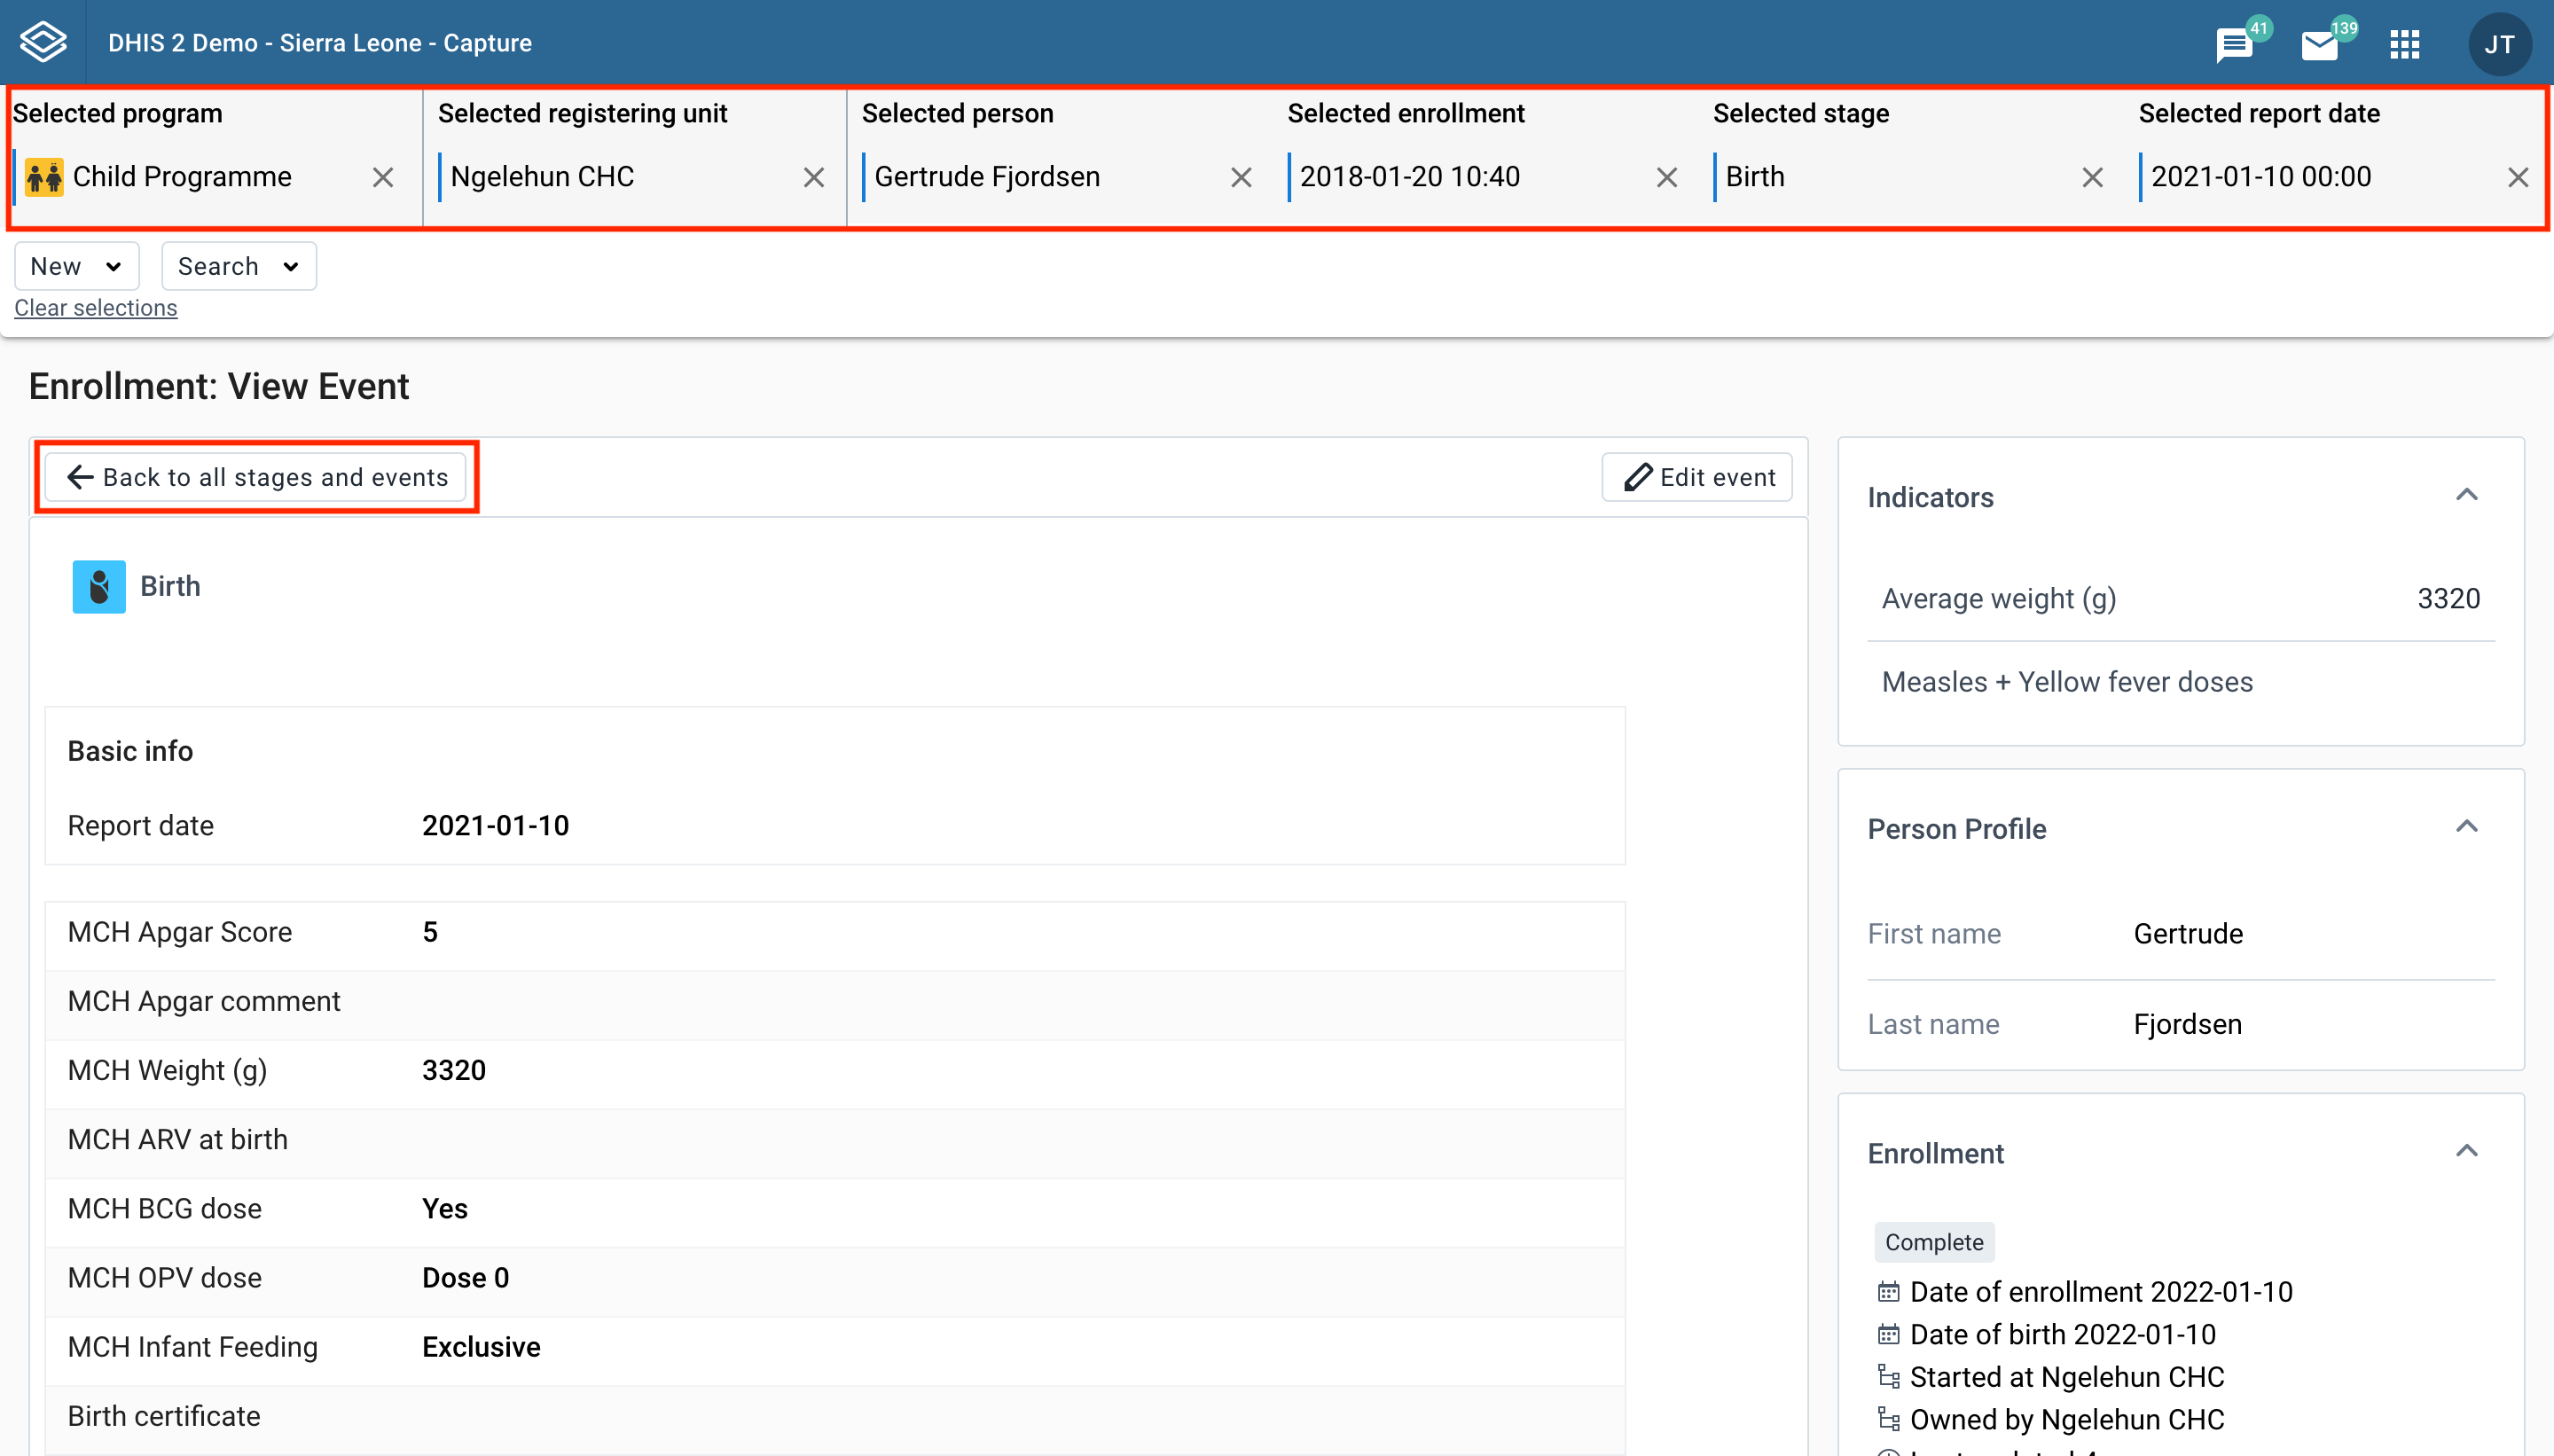 DHIS 2 Demo - Sierra Leone - Capture
41
139
JT
Selected program
Selected registering unit
Selected person
Selected enrollment
Selected stage
Selected report date
Child Programme
Ngelehun CHC
Gertrude Fjordsen
2018-01-20 10:40
Birth
2021-01-10 00:00
New
Search
Clear selections
Enrollment: View Event
Back to all stages and events
Edit event
Birth
Basic info
Report date 2021-01-10
MCH Apgar Score 5
MCH Apgar comment
MCH Weight (g) 3320
MCH ARV at birth
MCH BCG dose Yes
MCH OPV dose Dose 0
MCH Infant Feeding Exclusive
Birth certificate
Indicators
Average weight (g) 3320
Measles + Yellow fever doses
Person Profile
First name Gertrude
Last name Fjordsen
Enrollment
Complete
Date of enrollment 2022-01-10
Date of birth 2022-01-10
Started at Ngelehun CHC
Owned by Ngelehun CHC